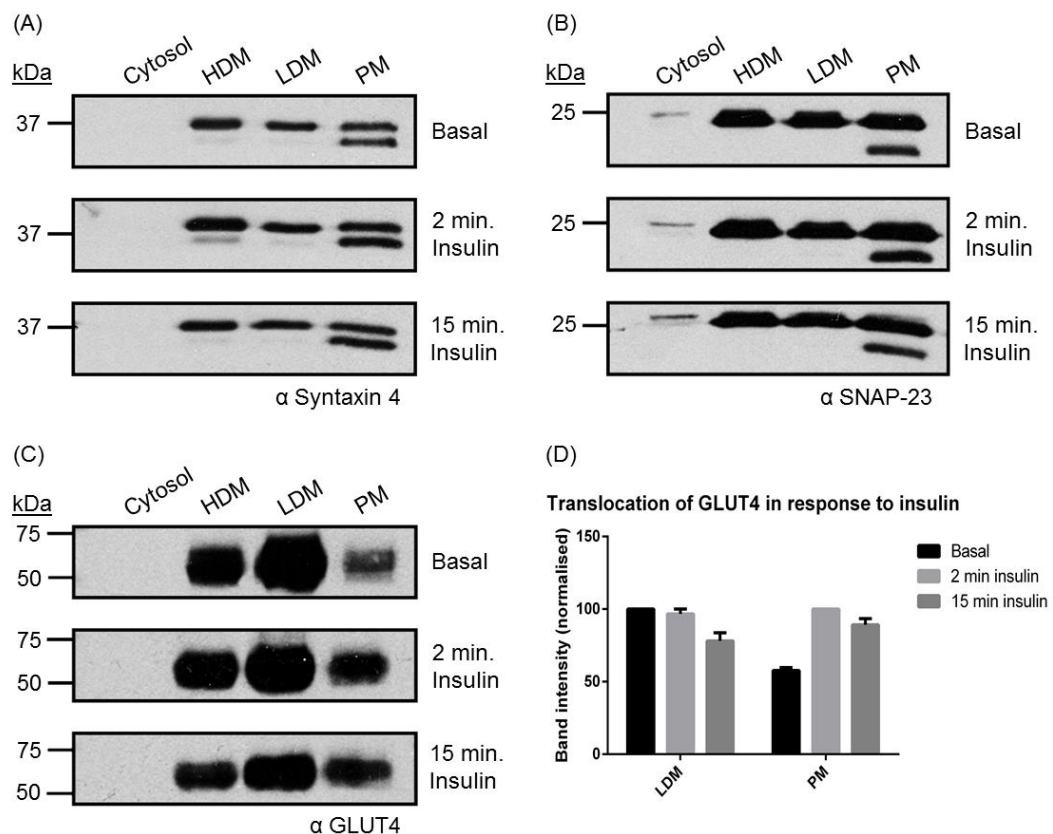 (A)
kDa
Cytosol
HDM
LDM
PM
37
Basal
37
2 min.
Insulin
37
15 min.
Insulin
α Syntaxin 4
(B)
kDa
Cytosol
HDM
LDM
PM
25
Basal
25
2 min.
Insulin
25
15 min.
Insulin
α SNAP-23
(C)
kDa
Cytosol
HDM
LDM
PM
75
50
Basal
75
50
2 min.
Insulin
75
50
15 min.
Insulin
α GLUT4
(D)
Translocation of GLUT4 in response to insulin
Band intensity (normalised)
150
100
50
0
LDM
PM
Basal
2 min insulin
15 min insulin